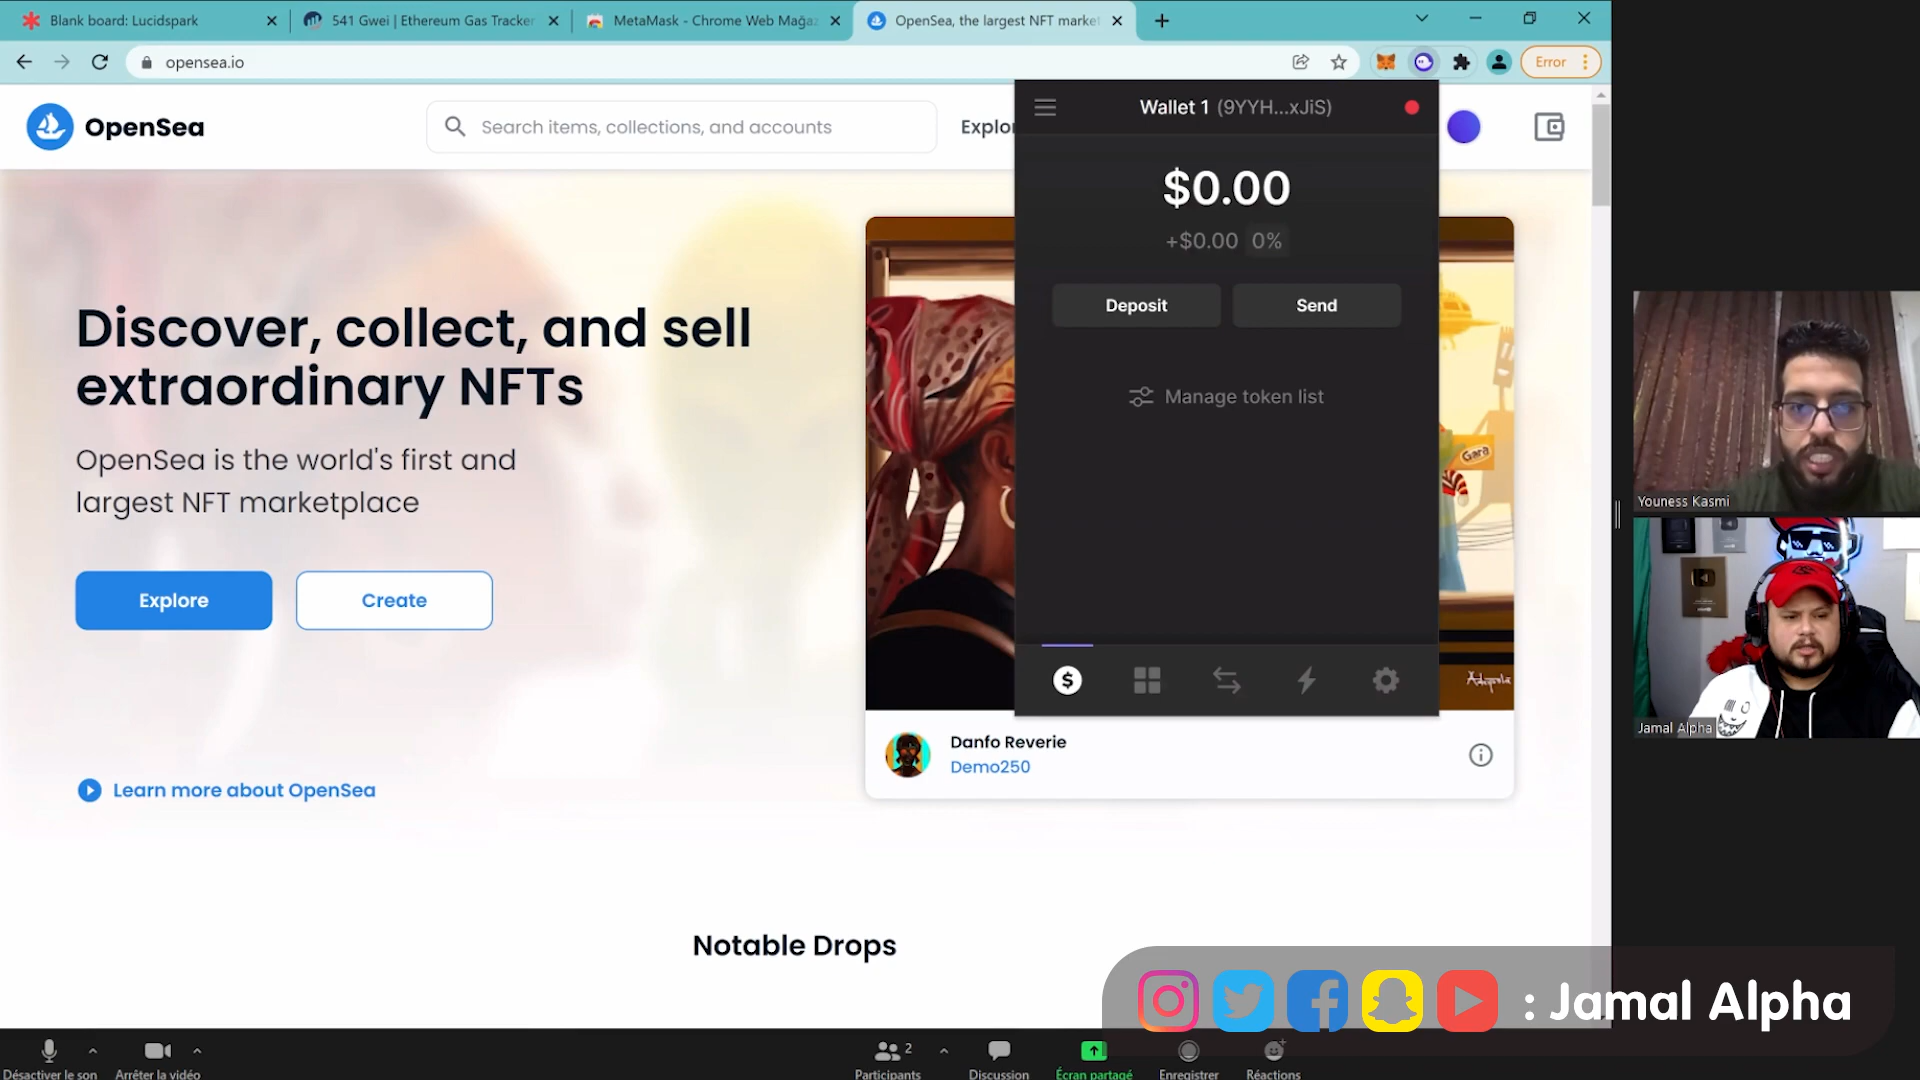 Blank board: Lucidspark
541 Gwei | Ethereum Gas Tracker
MetaMask - Chrome Web Mağaz
OpenSea, the largest NFT market
opensea.io
Error
OpenSea
Search items, collections, and accounts
Explor
Wallet 1 (9YYH...xJiS)
$0.00
+$0.00 0%
Deposit
Send
Manage token list
Discover, collect, and sell
extraordinary NFTs
OpenSea is the world's first and
largest NFT marketplace
Explore
Create
Learn more about OpenSea
Gara
Danfo Reverie
Demo250
Notable Drops
Youness Kasmi
Jamal Alpha
: Jamal Alpha
Désactiver le son
Arrêter la vidéo
2
Participants
Discussion
Écran partagé
Enregistrer
Réactions